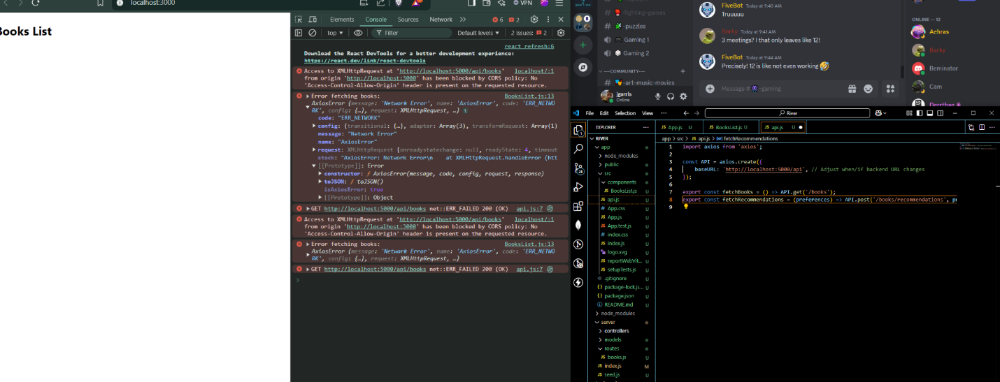 localhost:3000
VPN
Books List
Elements
Console
Sources
Network
6
2
top
Filter
Default levels
2 Issues:
2
react refresh:6
Download the React DevTools for a better development experience:
https://react.dev/link/react-devtools
Access to XMLHttpRequest at 'http://localhost:5000/api/books' localhost/:1
from origin 'http://localhost:3000' has been blocked by CORS policy: No
'Access-Control-Allow-Origin' header is present on the requested resource.
Error fetching books: BooksList.js:13
AxiosError {message: 'Network Error', name: 'AxiosError', code: 'ERR_NETWO
RK', config: {…}, request: XMLHttpRequest, …}
code: "ERR_NETWORK"
config: {transitional: {…}, adapter: Array(3), transformRequest: Array(1)
message: "Network Error"
name: "AxiosError"
request: XMLHttpRequest {onreadystatechange: null, readyState: 4, timeout
stack: "AxiosError: Network Error\n at XMLHttpRequest.handleError (htt
[[Prototype]]: Error
constructor: ƒ AxiosError(message, code, config, request, response)
toJSON: ƒ toJSON()
isAxiosError: true
[[Prototype]]: Object
GET http://localhost:5000/api/books net::ERR_FAILED 200 (OK) api.js:7
Access to XMLHttpRequest at 'http://localhost:5000/api/books' localhost/:1
from origin 'http://localhost:3000' has been blocked by CORS policy: No
'Access-Control-Allow-Origin' header is present on the requested resource.
Error fetching books: BooksList.js:13
AxiosError {message: 'Network Error', name: 'AxiosError', code: 'ERR_NETWO
RK', config: {…}, request: XMLHttpRequest, …}
GET http://localhost:5000/api/books net::ERR_FAILED 200 (OK) api.js:7
-fighting-games
-puzzles
Gaming 1
Gaming 2
---COMMUNITY---
-art-music-movies
jgarris
Online
FiveBot Today at 9:40 AM
Truuuuu
Barky Today at 9:41 AM
3 meetings? I that only leaves like 12!
FiveBot Today at 9:44 AM
Precisely! 12 is like not even working 🤣
Message # -gaming
ONLINE — 12
Aehras
Barky
Beminator
Cam
Derrthan
File Edit Selection View
River
EXPLORER
RIVER
app
node_modules
public
src
components
BooksList.js U
api.js U
App.css U
App.js U
App.test.js U
index.css U
index.js U
logo.svg U
reportWebVit... U
setupTests.js U
.gitignore U
package-lock.js... U
package.json U
README.md U
node_modules
server
controllers
models
routes
books.js U
index.js M
seed.js U
App.js U
BooksList.js U
api.js U
app > src > api.js > fetchRecommendations
1 import axios from 'axios';
2
3 const API = axios.create({
4 baseURL: 'http://localhost:5000/api', // Adjust when/if backend URL changes
5 });
6
7 export const fetchBooks = () => API.get('/books');
8 export const fetchRecommendations = (preferences) => API.post('/books/recommendations', p
9